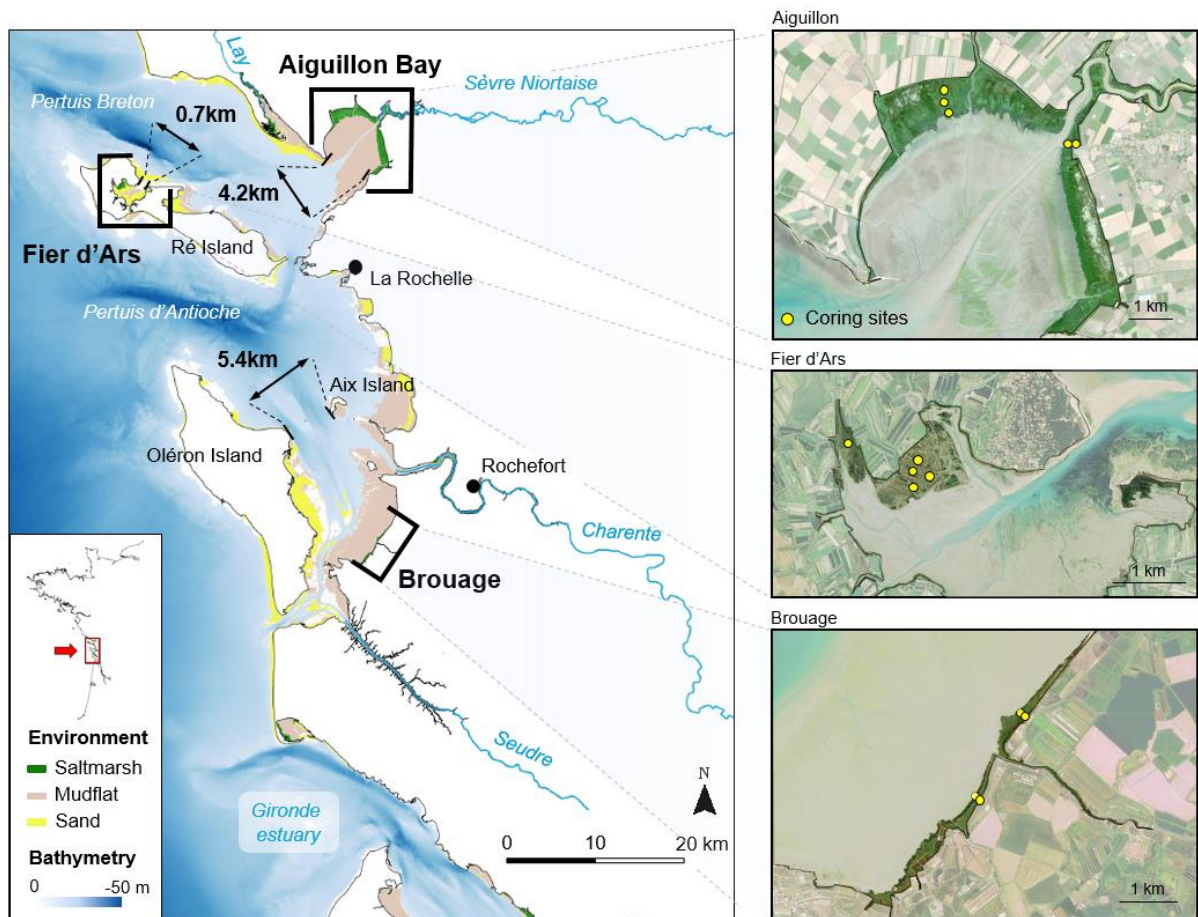 Lay
Aiguillon Bay
Sèvre Niortaise
Pertuis Breton
0.7km
4.2km
Fier d'Ars
Ré Island
La Rochelle
Pertuis d'Antioche
5.4km
Aix Island
Oléron Island
Rochefort
Charente
Brouage
Seudre
Gironde
estuary
N
0 10 20 km
Environment
Saltmarsh
Mudflat
Sand
Bathymetry
0 -50 m
Aiguillon
Coring sites
1 km
Fier d'Ars
1 km
Brouage
1 km